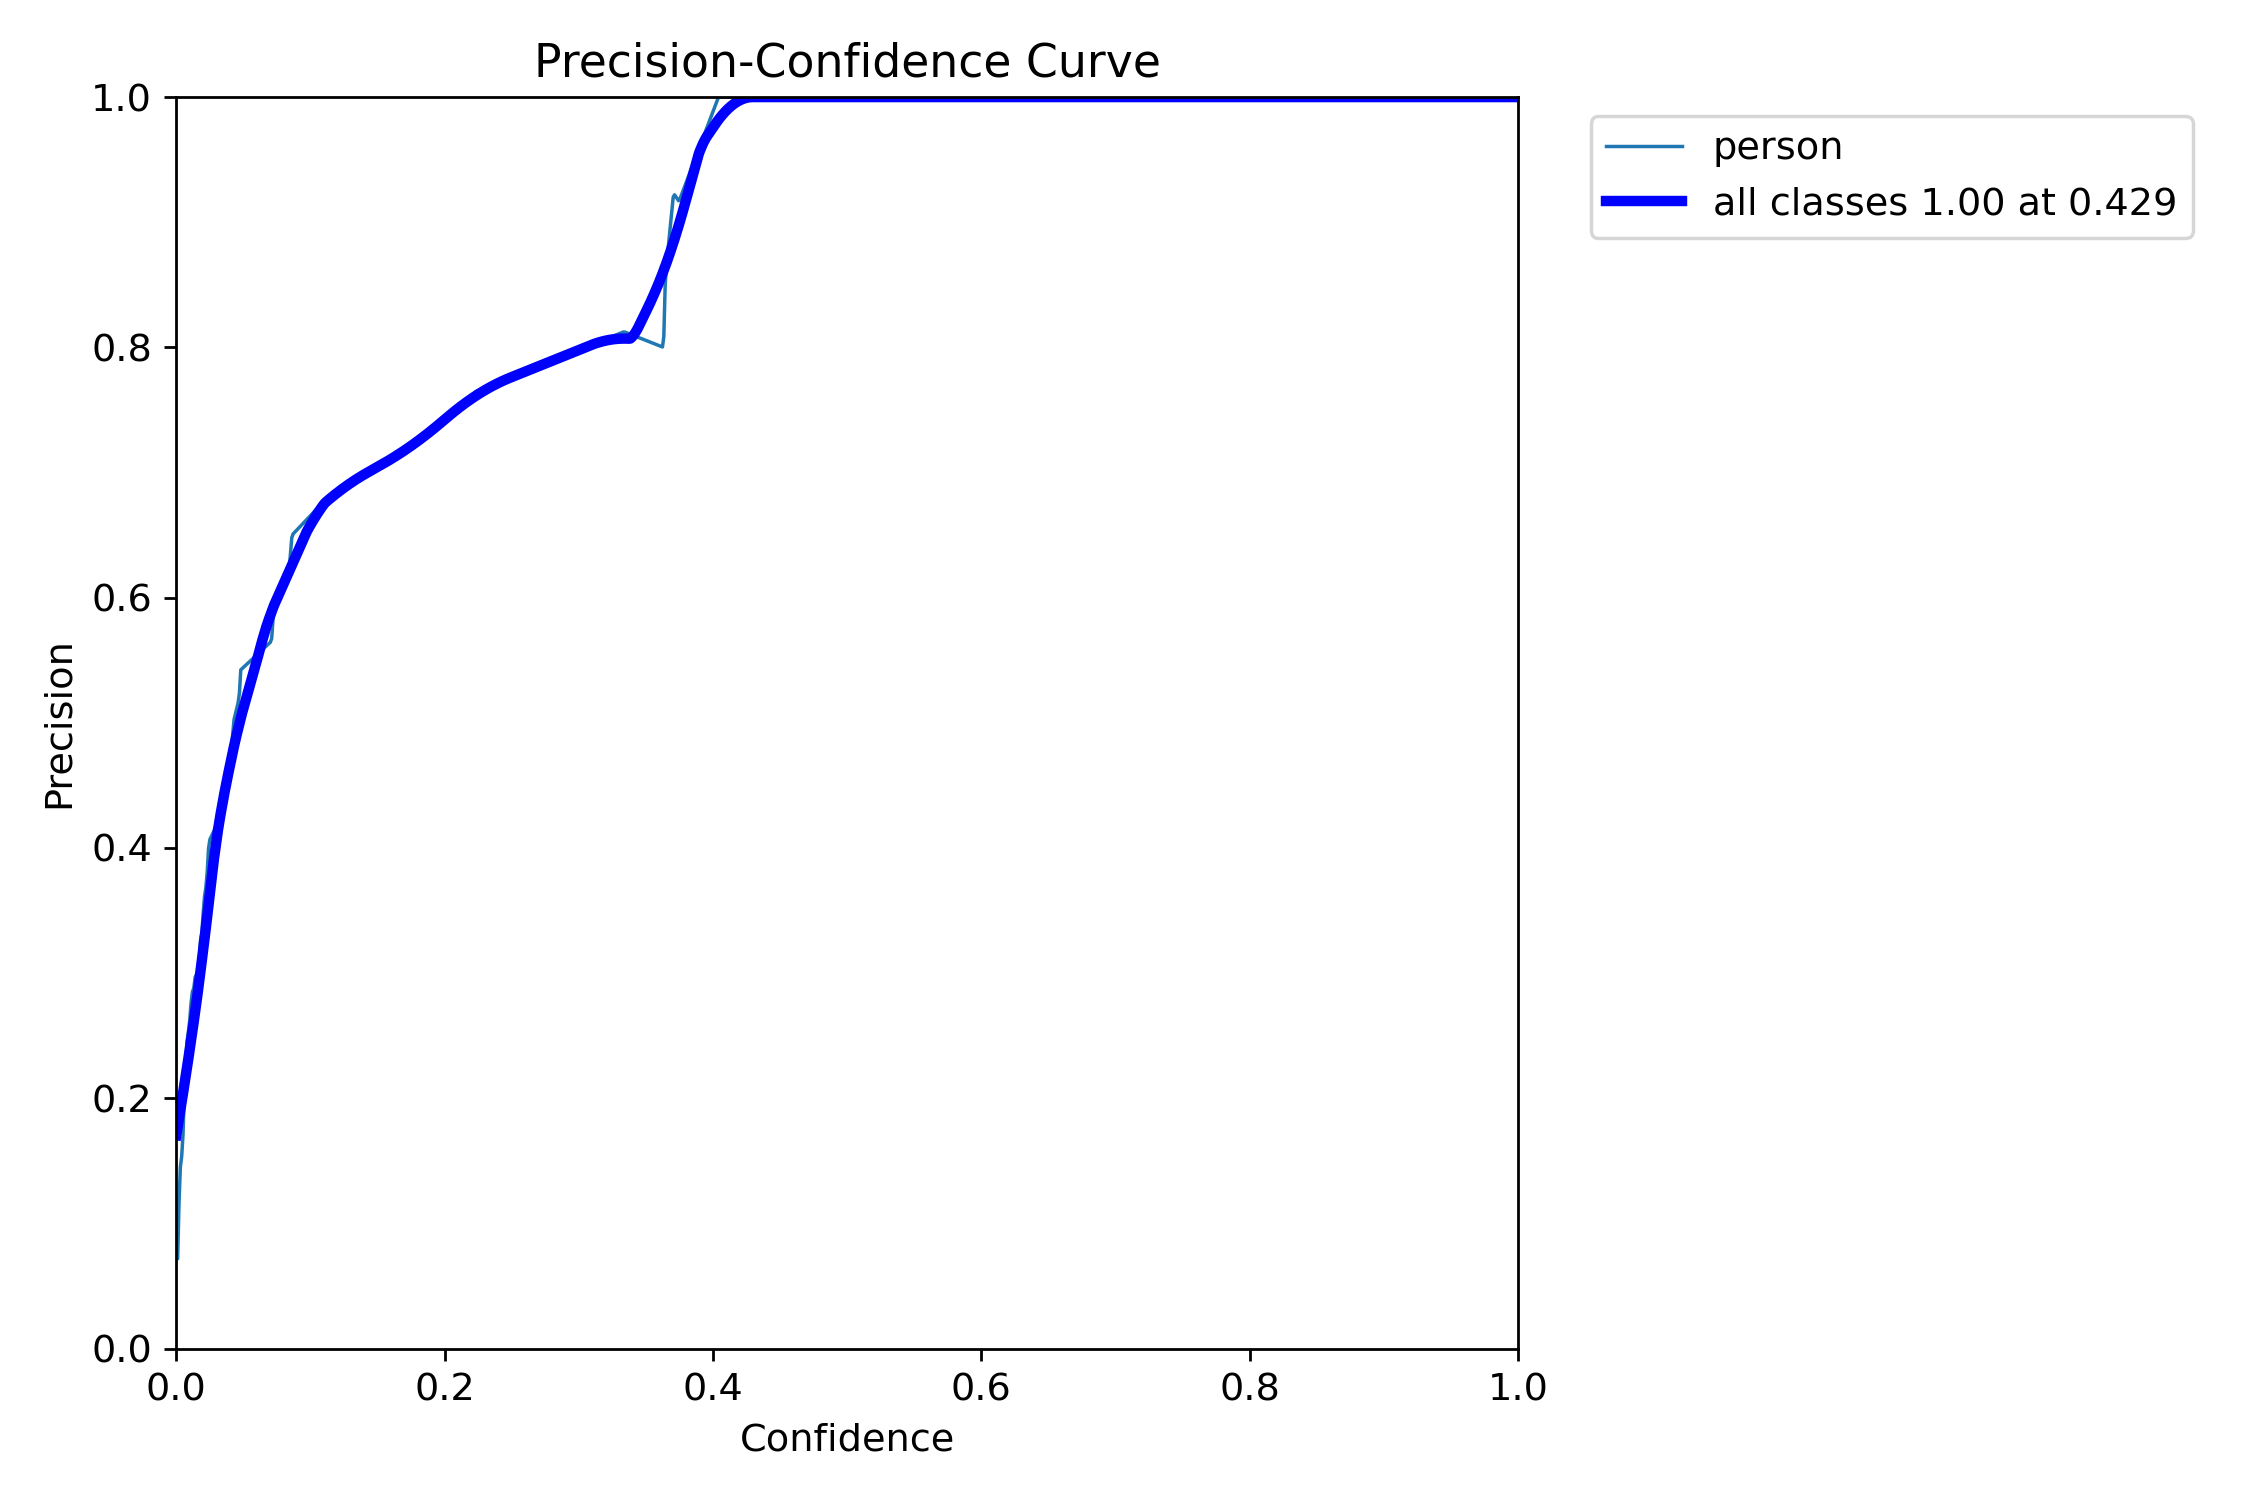 Precision-Confidence Curve
person
all classes 1.00 at 0.429
Precision
1.0
0.8
0.6
0.4
0.2
0.0
0.0 0.2 0.4 0.6 0.8 1.0
Confidence